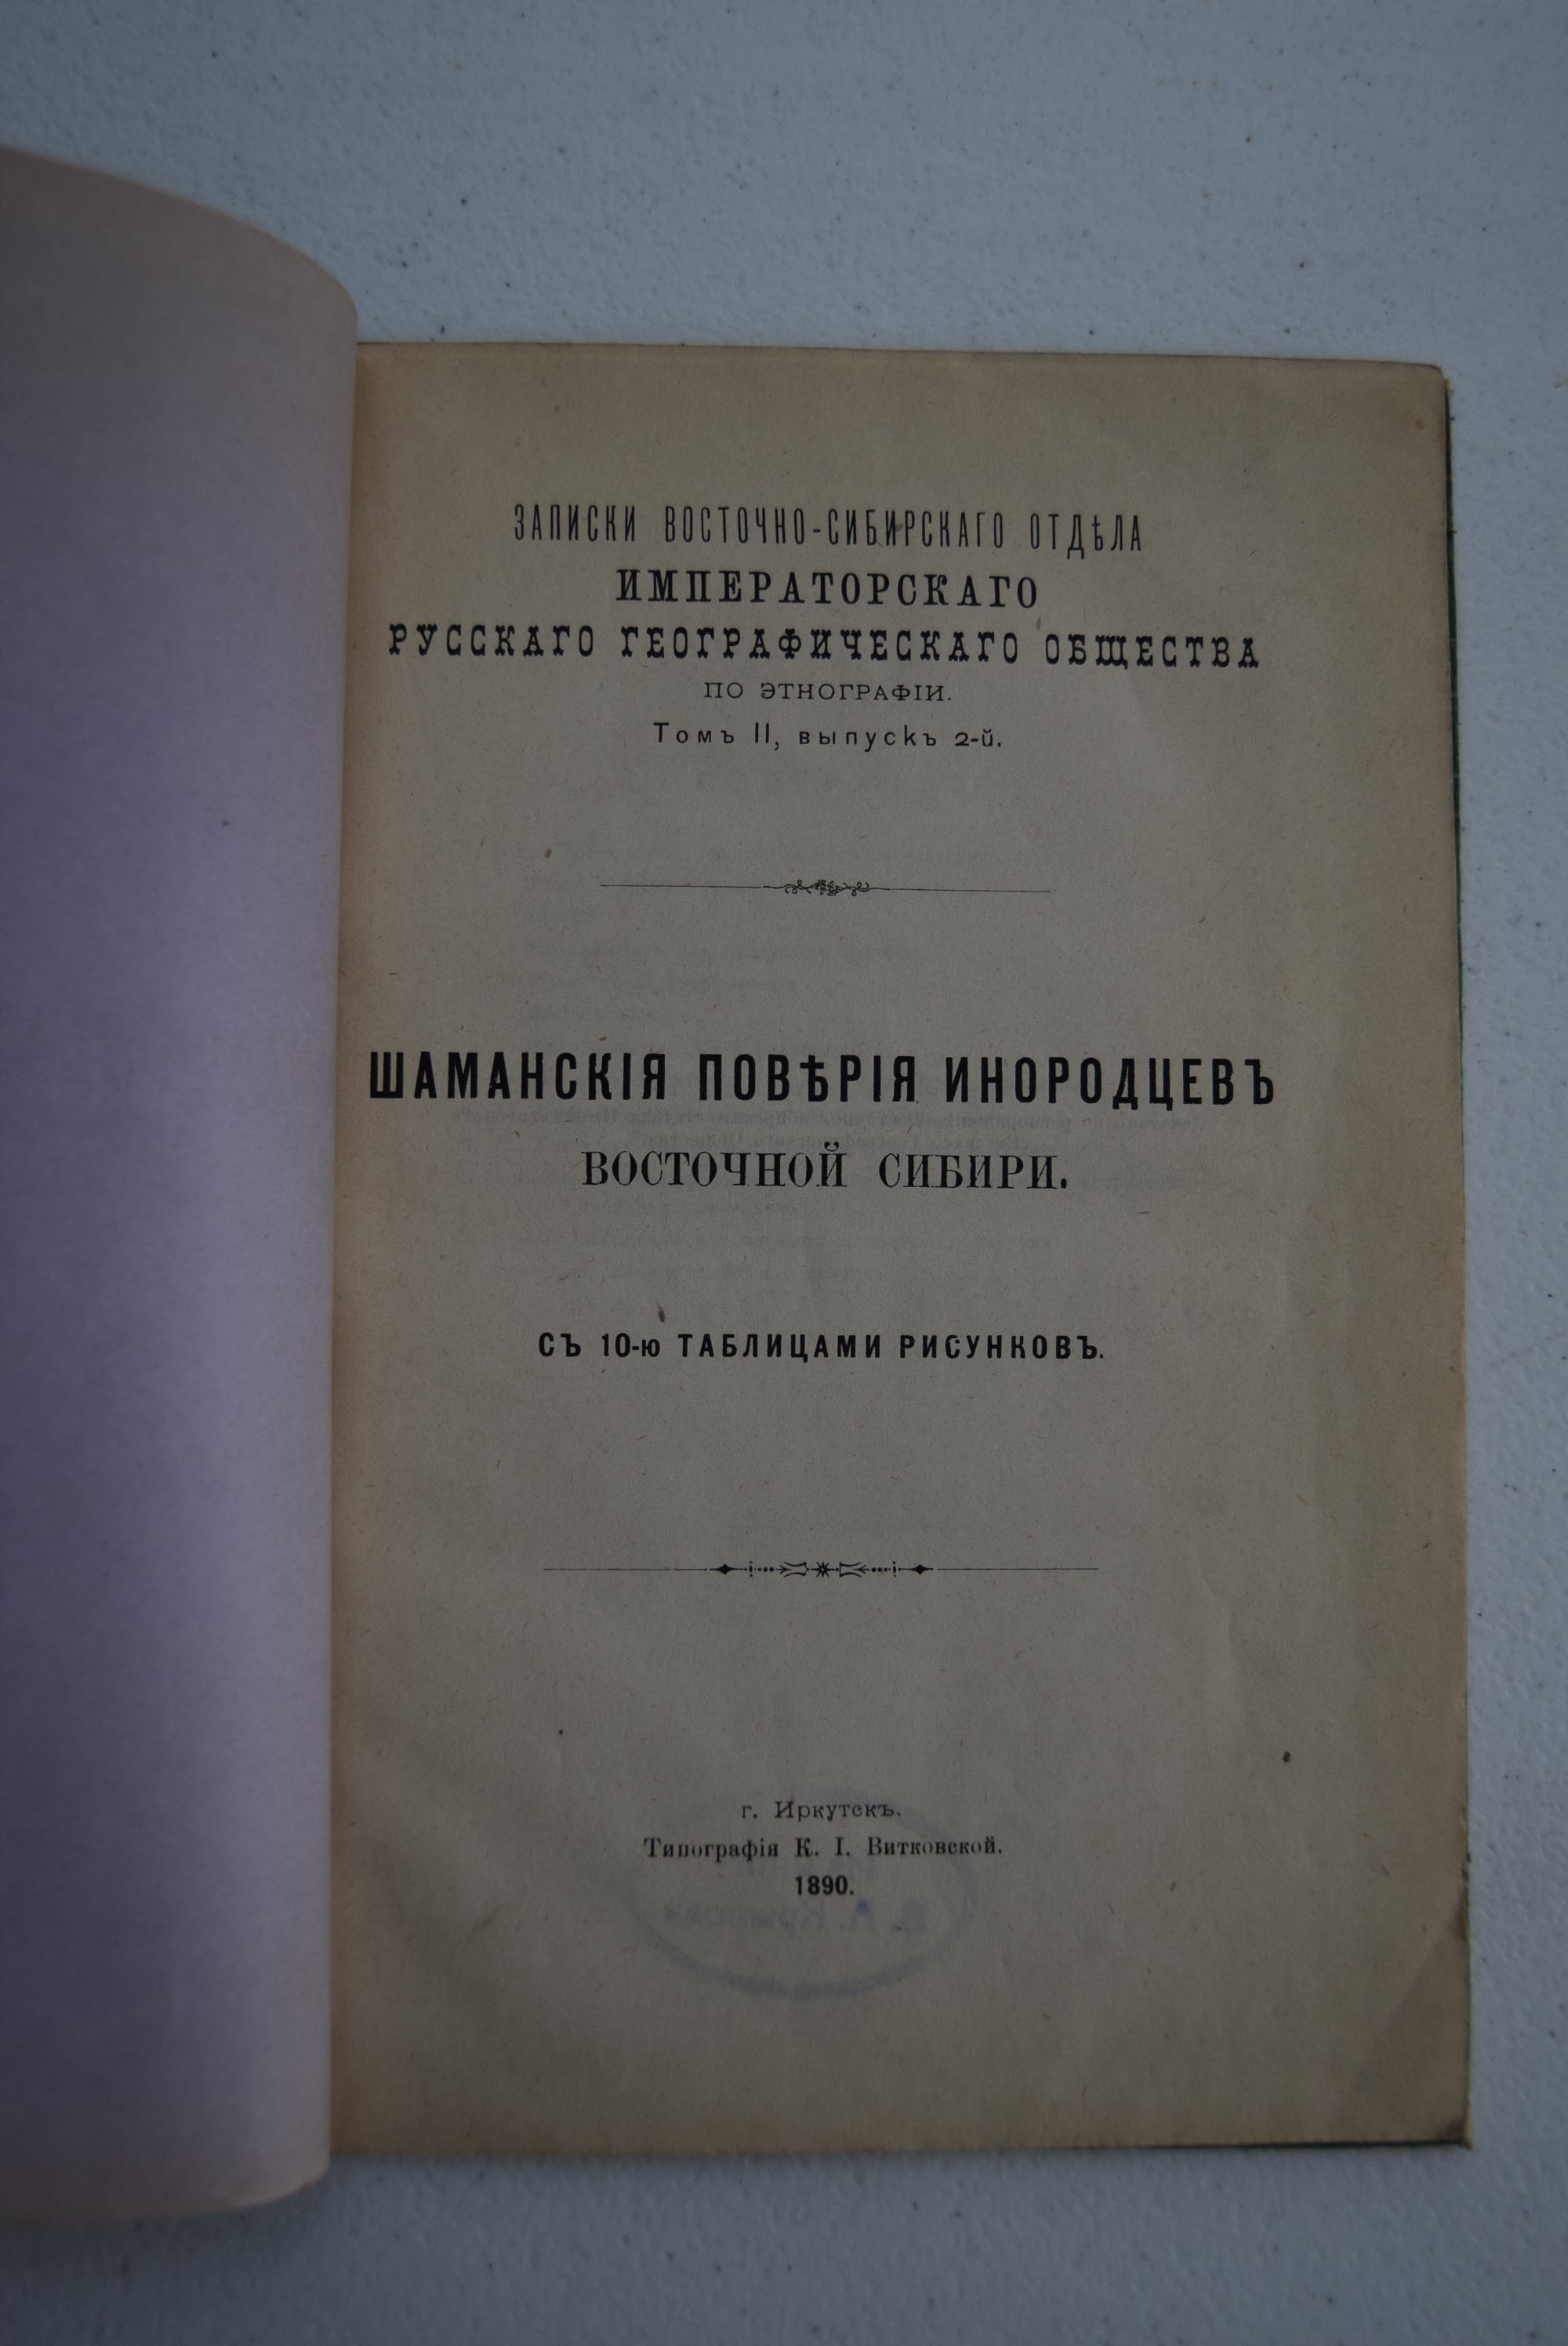 ЗАПИСКИ ВОСТОЧНО-СИБИРСКАГО ОТДѢЛА
ИМПЕРАТОРСКАГО
РУССКАГО ГЕОГРАФИЧЕСКАГО ОБЩЕСТВА
ПО ЭТНОГРАФІИ.
Томъ II, выпускъ 2-й.
ШАМАНСКІЯ ПОВѢРІЯ ИНОРОДЦЕВЪ
ВОСТОЧНОЙ СИБИРИ.
СЪ 10-ю ТАБЛИЦАМИ РИСУНКОВЪ.
г. Иркутскъ.
Типографія К. І. Витковской.
1890.